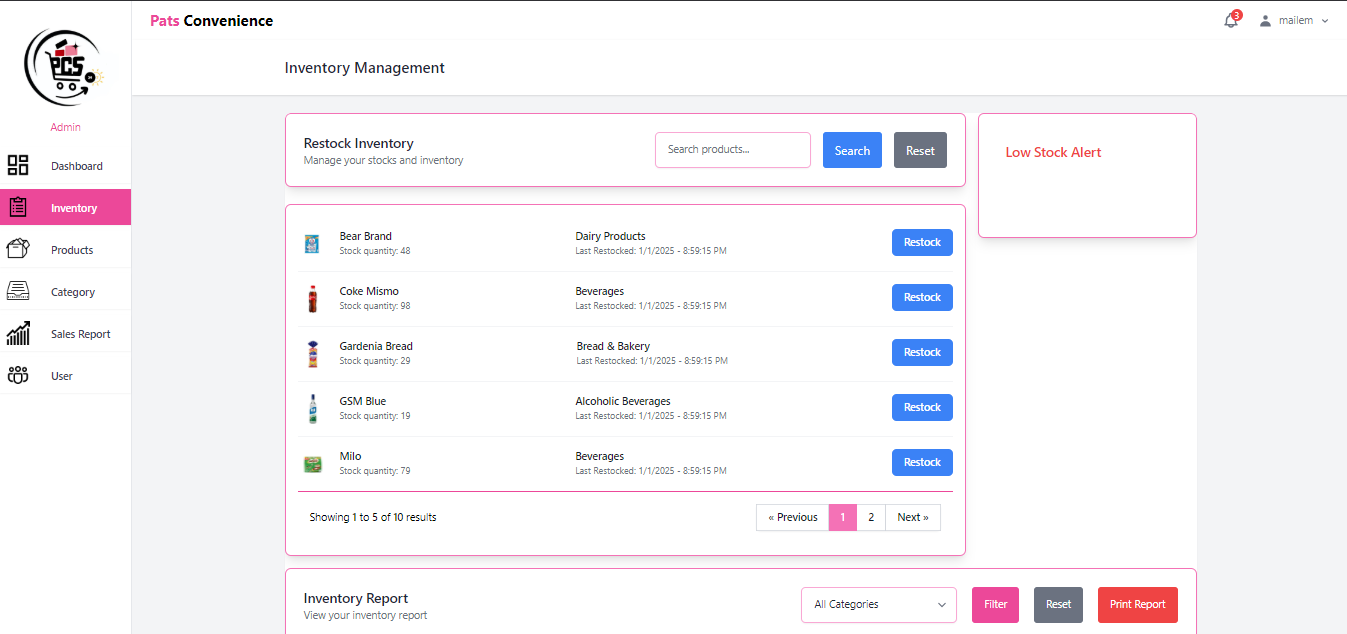 Pats Convenience
3
mailem
PCS
Admin
Dashboard
Inventory
Products
Category
Sales Report
User
Inventory Management
Restock Inventory
Manage your stocks and inventory
Search products...
Search
Reset
Low Stock Alert
Bear Brand
Stock quantity: 48
Dairy Products
Last Restocked: 1/1/2025 - 8:59:15 PM
Restock
Coke Mismo
Stock quantity: 98
Beverages
Last Restocked: 1/1/2025 - 8:59:15 PM
Restock
Gardenia Bread
Stock quantity: 29
Bread & Bakery
Last Restocked: 1/1/2025 - 8:59:15 PM
Restock
GSM Blue
Stock quantity: 19
Alcoholic Beverages
Last Restocked: 1/1/2025 - 8:59:15 PM
Restock
Milo
Stock quantity: 79
Beverages
Last Restocked: 1/1/2025 - 8:59:15 PM
Restock
Showing 1 to 5 of 10 results
« Previous
1
2
Next »
Inventory Report
View your inventory report
All Categories
Filter
Reset
Print Report